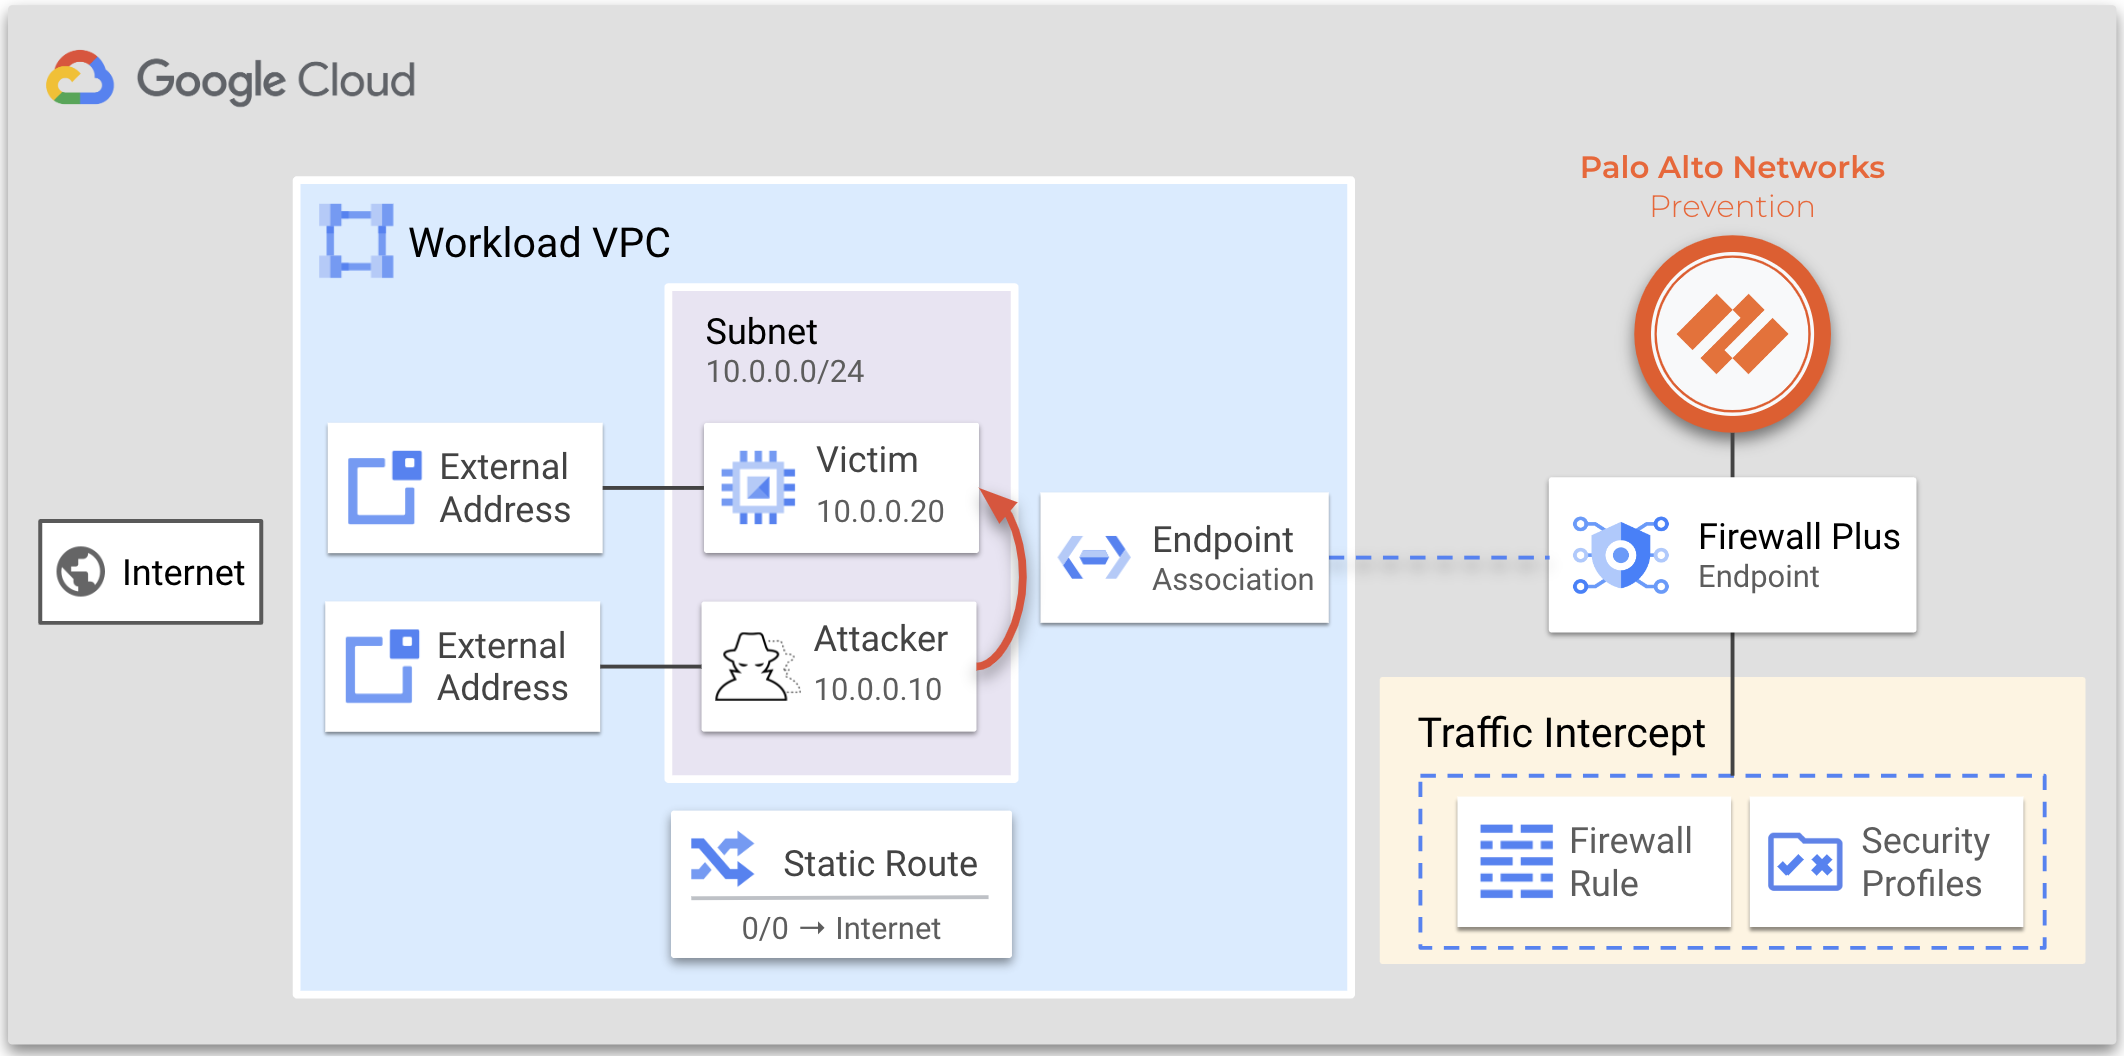 Google Cloud
Palo Alto Networks
Prevention
Workload VPC
Subnet
10.0.0.0/24
External
Address
Victim
10.0.0.20
Internet
Endpoint
Association
Firewall Plus
Endpoint
External
Address
Attacker
10.0.0.10
Traffic Intercept
Static Route
0/0 → Internet
Firewall
Rule
Security
Profiles